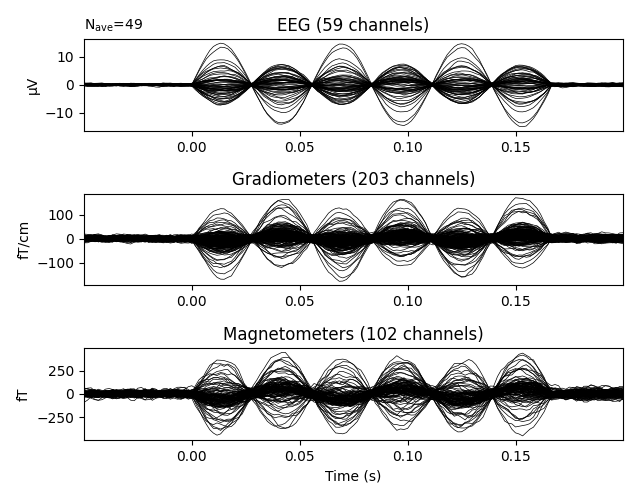 Nave=49
EEG (59 channels)
10
0
−10
µV
0.00 0.05 0.10 0.15
Gradiometers (203 channels)
100
0
−100
fT/cm
0.00 0.05 0.10 0.15
Magnetometers (102 channels)
250
0
−250
fT
0.00 0.05 0.10 0.15
Time (s)